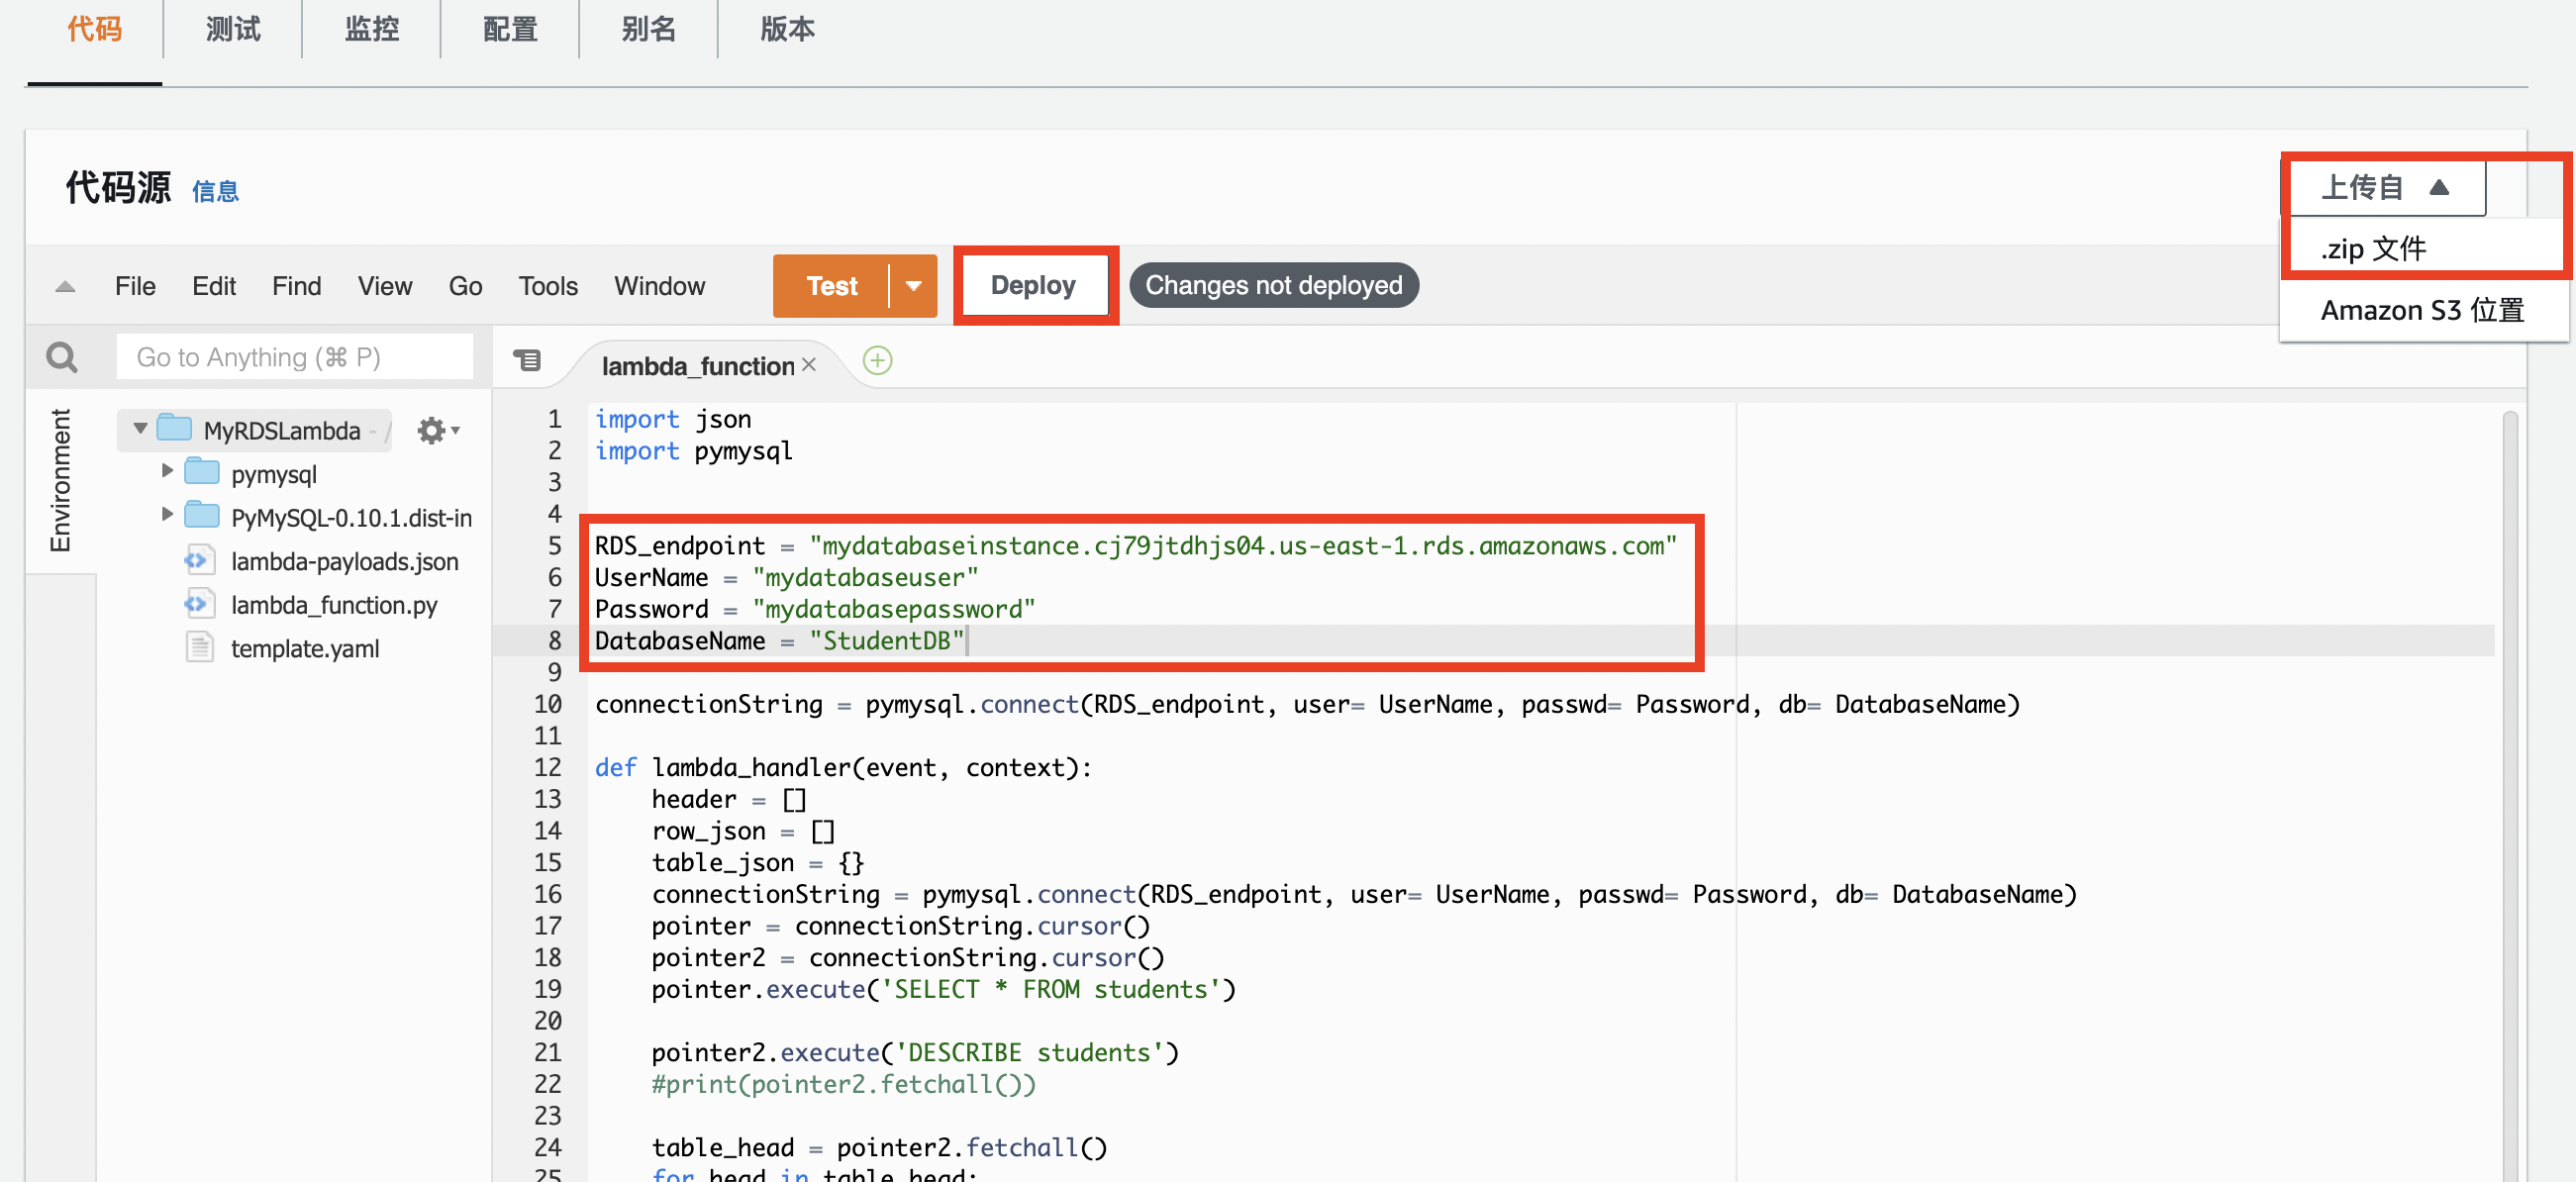 代码 测试 监控 配置 别名 版本
代码源 信息
上传自
.zip 文件
Amazon S3 位置
File Edit Find View Go Tools Window Test Deploy Changes not deployed
Go to Anything (⌘ P)
lambda_function
Environment
MyRDSLambda - /
pymysql
PyMySQL-0.10.1.dist-in
lambda-payloads.json
lambda_function.py
template.yaml
1 import json
2 import pymysql
3
4
5 RDS_endpoint = "mydatabaseinstance.cj79jtdhjs04.us-east-1.rds.amazonaws.com"
6 UserName = "mydatabaseuser"
7 Password = "mydatabasepassword"
8 DatabaseName = "StudentDB"
9
10 connectionString = pymysql.connect(RDS_endpoint, user= UserName, passwd= Password, db= DatabaseName)
11
12 def lambda_handler(event, context):
13     header = []
14     row_json = []
15     table_json = {}
16     connectionString = pymysql.connect(RDS_endpoint, user= UserName, passwd= Password, db= DatabaseName)
17     pointer = connectionString.cursor()
18     pointer2 = connectionString.cursor()
19     pointer.execute('SELECT * FROM students')
20
21     pointer2.execute('DESCRIBE students')
22     #print(pointer2.fetchall())
23
24     table_head = pointer2.fetchall()
25     for head in table_head: